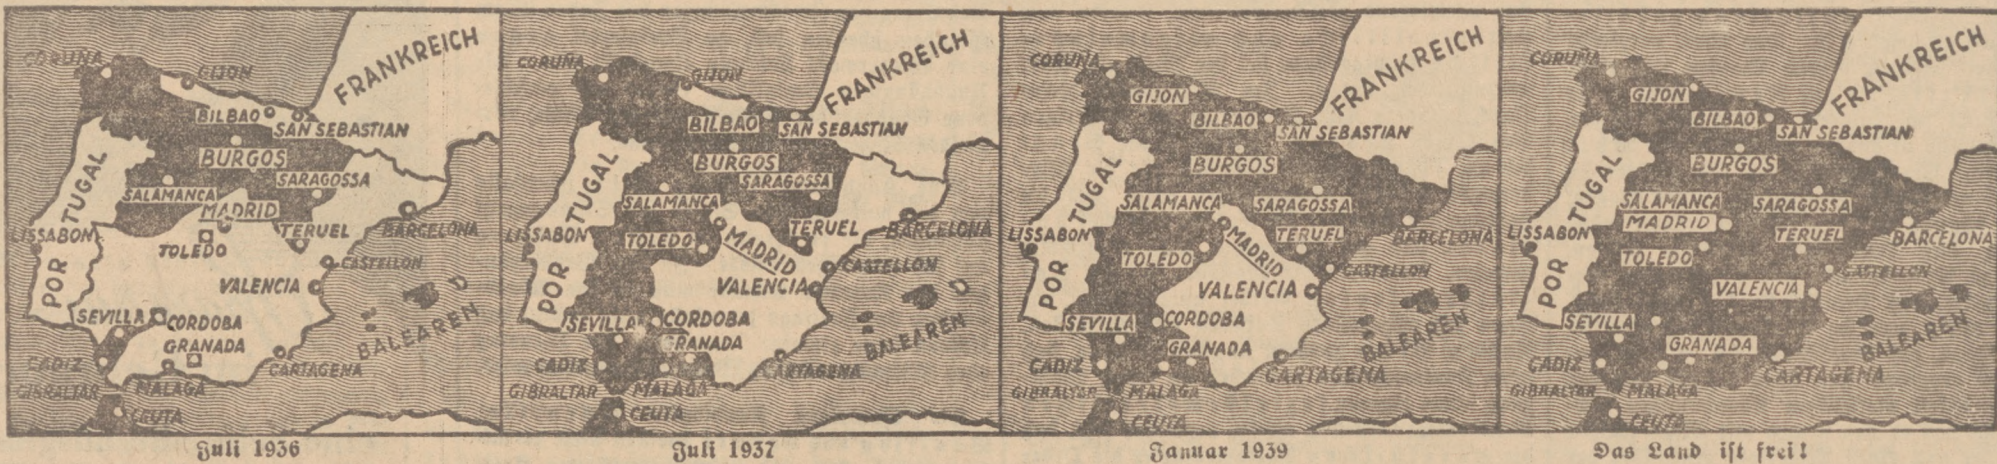 CORUÑA
GIJON
FRANKREICH
BILBAO
SAN SEBASTIAN
BURGOS
SARAGOSSA
SALAMANCA
MADRID
PORTUGAL
LISSABON
TOLEDO
TERUEL
BARCELONA
CASTELLON
VALENCIA
SEVILLA
CORDOBA
GRANADA
BALEAREN
CADIZ
CARTAGENA
GIBRALTAR
MALAGA
CEUTA
Juli 1936
CORUÑA
GIJON
FRANKREICH
BILBAO
SAN SEBASTIAN
BURGOS
SARAGOSSA
SALAMANCA
PORTUGAL
LISSABON
TOLEDO
MADRID
TERUEL
BARCELONA
CASTELLON
VALENCIA
SEVILLA
CORDOBA
GRANADA
BALEAREN
CADIZ
CARTAGENA
GIBRALTAR
MALAGA
CEUTA
Juli 1937
CORUÑA
GIJON
FRANKREICH
BILBAO
SAN SEBASTIAN
BURGOS
SALAMANCA
SARAGOSSA
PORTUGAL
LISSABON
TOLEDO
MADRID
TERUEL
BARCELONA
CASTELLON
VALENCIA
SEVILLA
CORDOBA
GRANADA
BALEAREN
CADIZ
CARTAGENA
GIBRALTAR
MALAGA
CEUTA
Januar 1939
CORUÑA
GIJON
FRANKREICH
BILBAO
SAN SEBASTIAN
BURGOS
SALAMANCA
SARAGOSSA
PORTUGAL
MADRID
LISSABON
TOLEDO
TERUEL
BARCELONA
CASTELLON
VALENCIA
SEVILLA
GRANADA
BALEAREN
CADIZ
CARTAGENA
GIBRALTAR
MALAGA
CEUTA
Das Land ist frei!